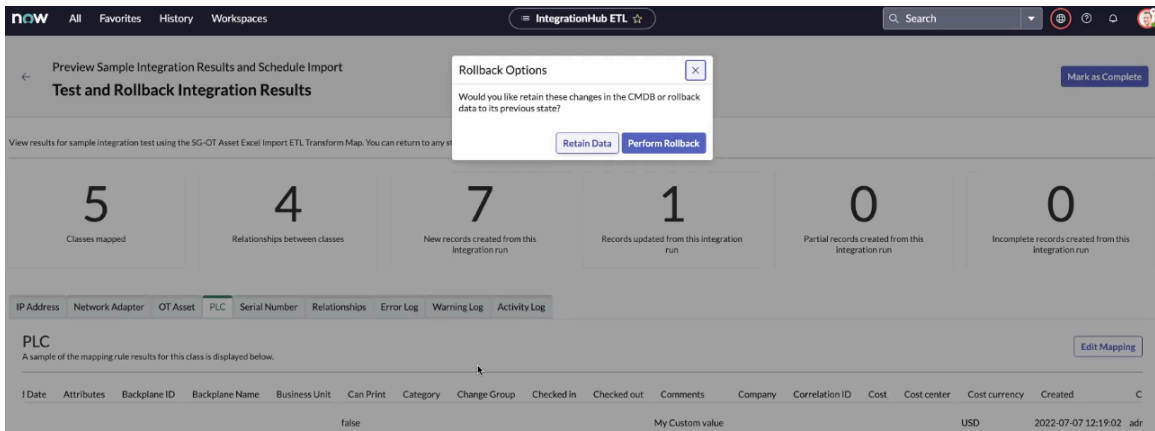 now All Favorites History Workspaces IntegrationHub ETL Search
Preview Sample Integration Results and Schedule Import
Test and Rollback Integration Results
Mark as Complete
Rollback Options
Would you like retain these changes in the CMDB or rollback
data to its previous state?
Retain Data Perform Rollback
View results for sample integration test using the SG-OT Asset Excel Import ETL Transform Map. You can return to any
5
Classes mapped
4
Relationships between classes
7
New records created from this
integration run
1
Records updated from this integration
run
0
Partial records created from this
integration run
0
Incomplete records created from this
integration run
IP Address Network Adapter OT Asset PLC Serial Number Relationships Error Log Warning Log Activity Log
PLC
A sample of the mapping rule results for this class is displayed below.
Edit Mapping
Date Attributes Backplane ID Backplane Name Business Unit Can Print Category Change Group Checked in Checked out Comments Company Correlation ID Cost Cost center Cost currency Created C
false My Custom value USD 2022-07-07 12:19:02